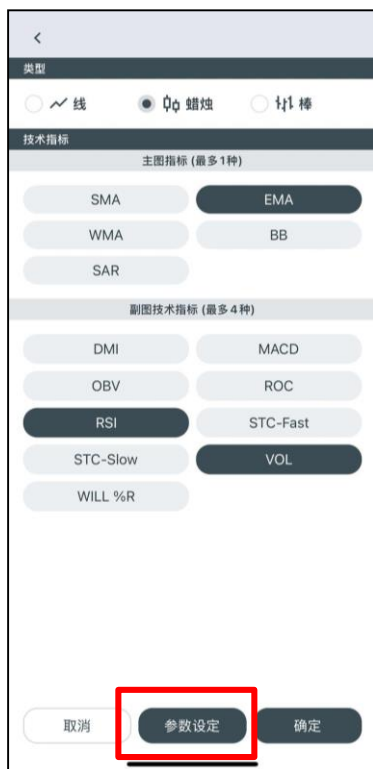 类型
线 蜡烛 棒
技术指标
主图指标 (最多1种)
SMA EMA
WMA BB
SAR
副图技术指标 (最多4种)
DMI MACD
OBV ROC
RSI STC-Fast
STC-Slow VOL
WILL %R
取消 参数设定 确定